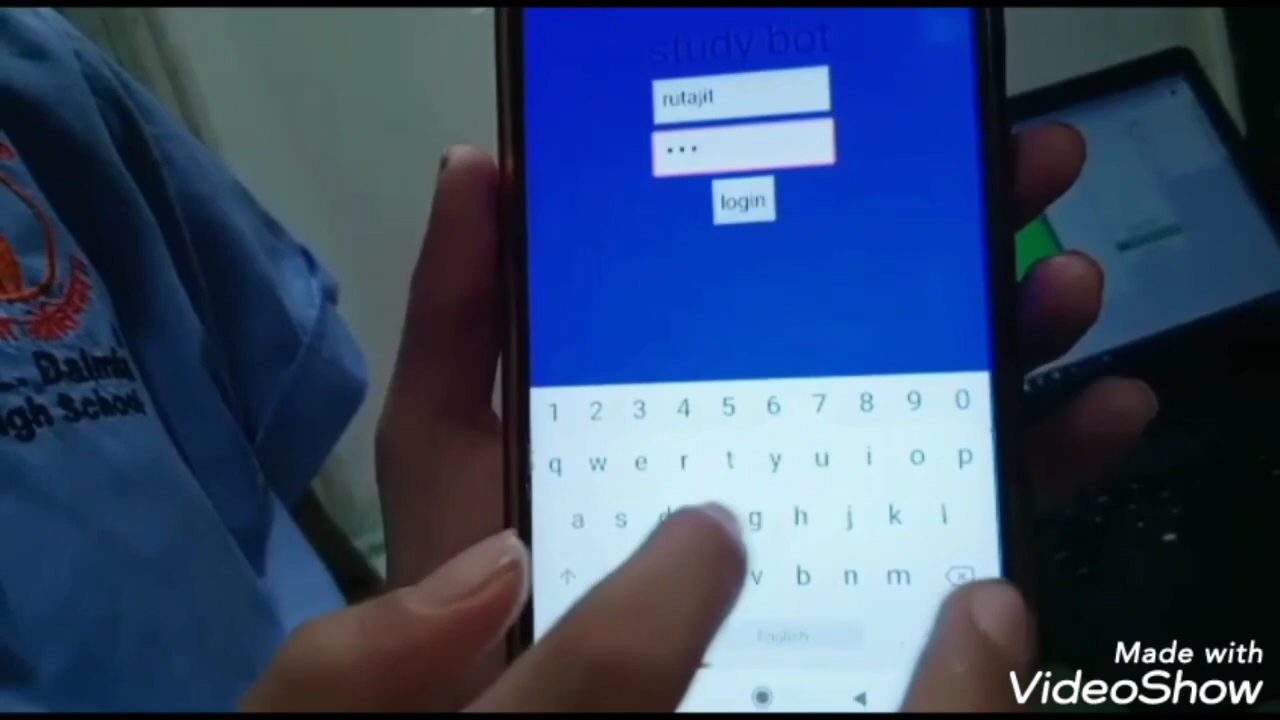 study bot
rutajit
•••
login
1 2 3 4 5 6 7 8 9 0
q w e r t y u i o p
a s d g h j k l
v b n m
English
Dalmia
High School
Made with
VideoShow